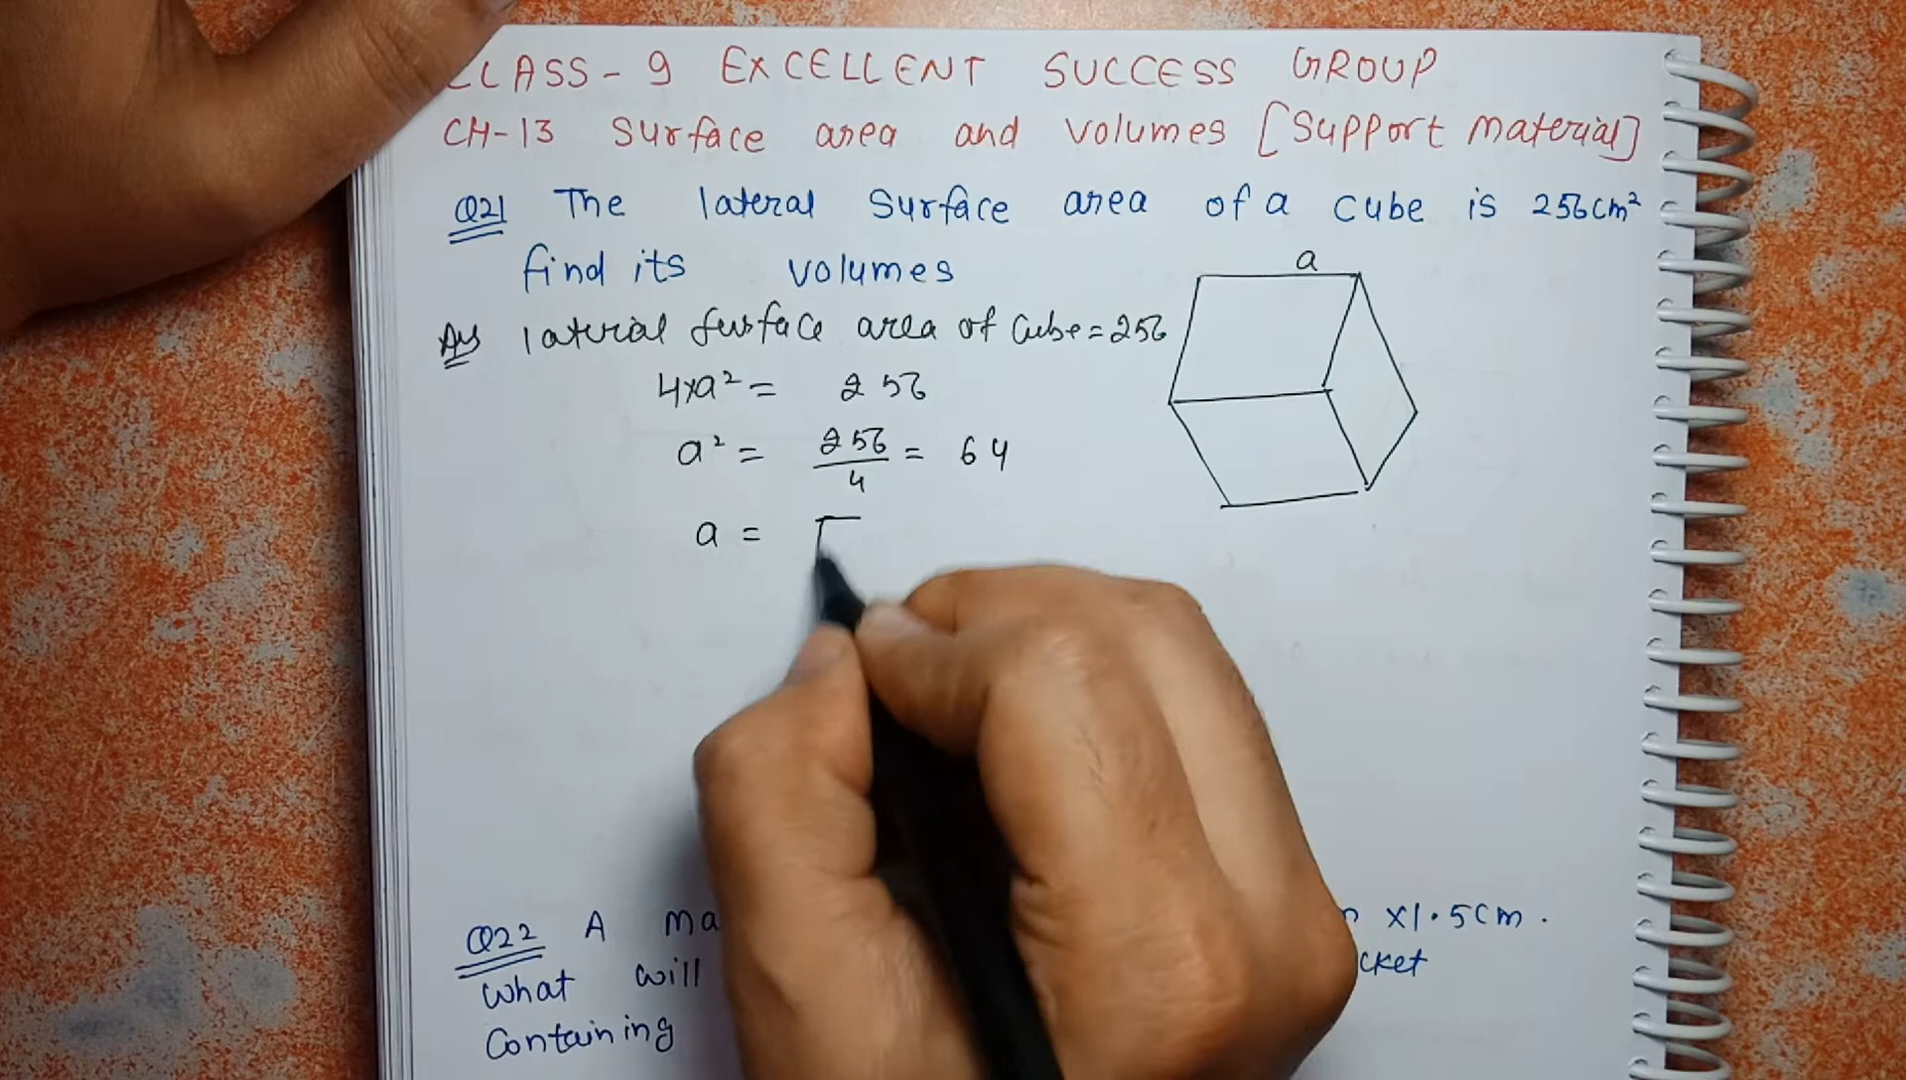 CLASS-9 EXCELLENT SUCCESS GROUP
CH-13 Surface area and volumes [Support material]
Q21 The lateral surface area of a cube is 256cm²
find its volumes
a
Ans laterial surface area of cube = 256
4×a² = 256
a² = 256/4 = 64
a = √
Q22 A ×1.5cm.
What will cket
Containing